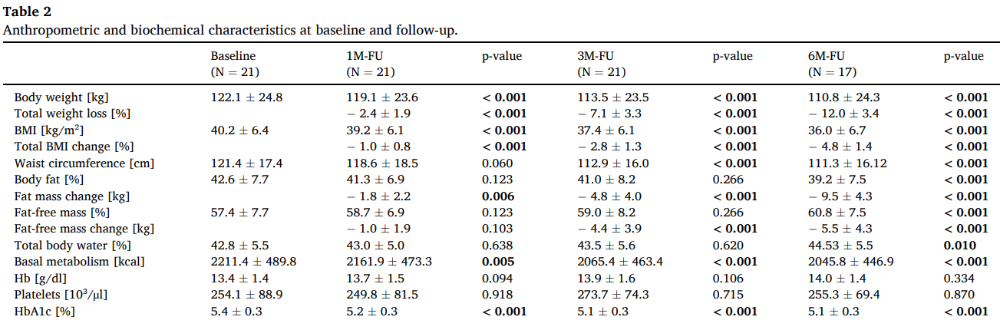 Table 2
Anthropometric and biochemical characteristics at baseline and follow-up.
Baseline 1M-FU p-value 3M-FU p-value 6M-FU p-value
(N = 21) (N = 21) (N = 21) (N = 17)
Body weight [kg] 122.1 ± 24.8 119.1 ± 23.6 < 0.001 113.5 ± 23.5 < 0.001 110.8 ± 24.3 < 0.001
Total weight loss [%] − 2.4 ± 1.9 < 0.001 − 7.1 ± 3.3 < 0.001 − 12.0 ± 3.4 < 0.001
BMI [kg/m²] 40.2 ± 6.4 39.2 ± 6.1 < 0.001 37.4 ± 6.1 < 0.001 36.0 ± 6.7 < 0.001
Total BMI change [%] − 1.0 ± 0.8 < 0.001 − 2.8 ± 1.3 < 0.001 − 4.8 ± 1.4 < 0.001
Waist circumference [cm] 121.4 ± 17.4 118.6 ± 18.5 0.060 112.9 ± 16.0 < 0.001 111.3 ± 16.12 < 0.001
Body fat [%] 42.6 ± 7.7 41.3 ± 6.9 0.123 41.0 ± 8.2 0.266 39.2 ± 7.5 < 0.001
Fat mass change [kg] − 1.8 ± 2.2 0.006 − 4.8 ± 4.0 < 0.001 − 9.5 ± 4.3 < 0.001
Fat-free mass [%] 57.4 ± 7.7 58.7 ± 6.9 0.123 59.0 ± 8.2 0.266 60.8 ± 7.5 < 0.001
Fat-free mass change [kg] − 1.0 ± 1.9 0.103 − 4.4 ± 3.9 < 0.001 − 5.5 ± 4.3 < 0.001
Total body water [%] 42.8 ± 5.5 43.0 ± 5.0 0.638 43.5 ± 5.6 0.620 44.53 ± 5.5 0.010
Basal metabolism [kcal] 2211.4 ± 489.8 2161.9 ± 473.3 0.005 2065.4 ± 463.4 < 0.001 2045.8 ± 446.9 < 0.001
Hb [g/dl] 13.4 ± 1.4 13.7 ± 1.5 0.094 13.9 ± 1.6 0.106 14.0 ± 1.4 0.334
Platelets [10³/μl] 254.1 ± 88.9 249.8 ± 81.5 0.918 273.7 ± 74.3 0.715 255.3 ± 69.4 0.870
HbA1c [%] 5.4 ± 0.3 5.2 ± 0.3 < 0.001 5.1 ± 0.3 < 0.001 5.1 ± 0.3 < 0.001